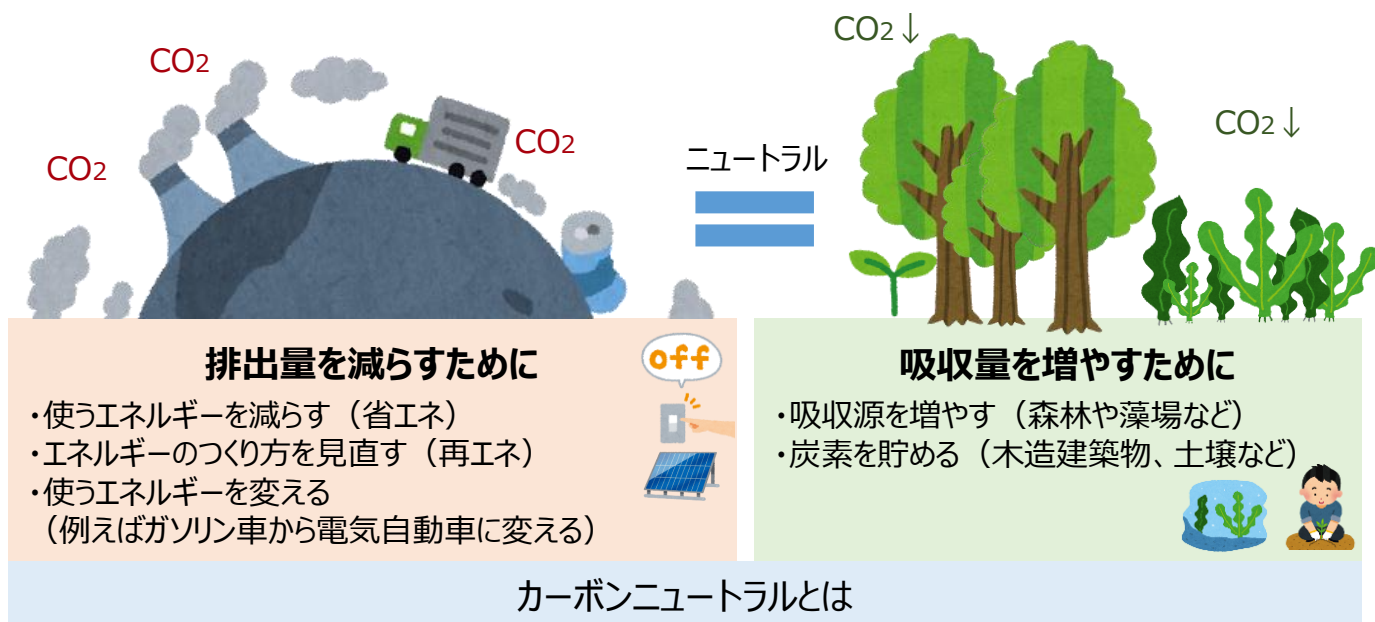 CO2
CO2
CO2
ニュートラル
CO2↓
CO2↓
排出量を減らすために
off
・使うエネルギーを減らす（省エネ）
・エネルギーのつくり方を見直す（再エネ）
・使うエネルギーを変える
（例えばガソリン車から電気自動車に変える）
吸収量を増やすために
・吸収源を増やす（森林や藻場など）
・炭素を貯める（木造建築物、土壌など）
カーボンニュートラルとは